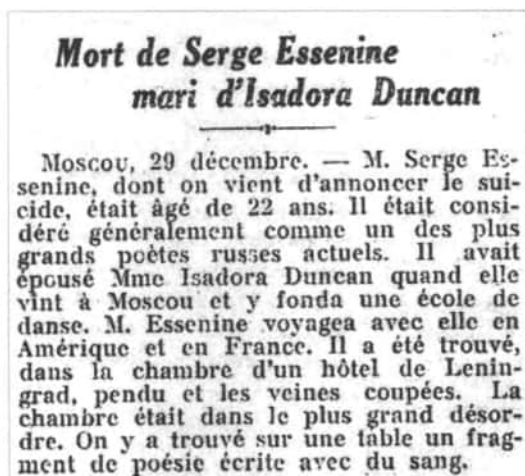 Mort de Serge Essenine
mari d'Isadora Duncan
Moscou, 29 décembre. — M. Serge Es-
senine, dont on vient d'annoncer le sui-
cide, était âgé de 22 ans. Il était consi-
déré généralement comme un des plus
grands poètes russes actuels. Il avait
épousé Mme Isadora Duncan quand elle
vint à Moscou et y fonda une école de
danse. M. Essenine voyagea avec elle en
Amérique et en France. Il a été trouvé,
dans la chambre d'un hôtel de Lenin-
grad, pendu et les veines coupées. La
chambre était dans le plus grand désor-
dre. On y a trouvé sur une table un frag-
ment de poésie écrite avec du sang.